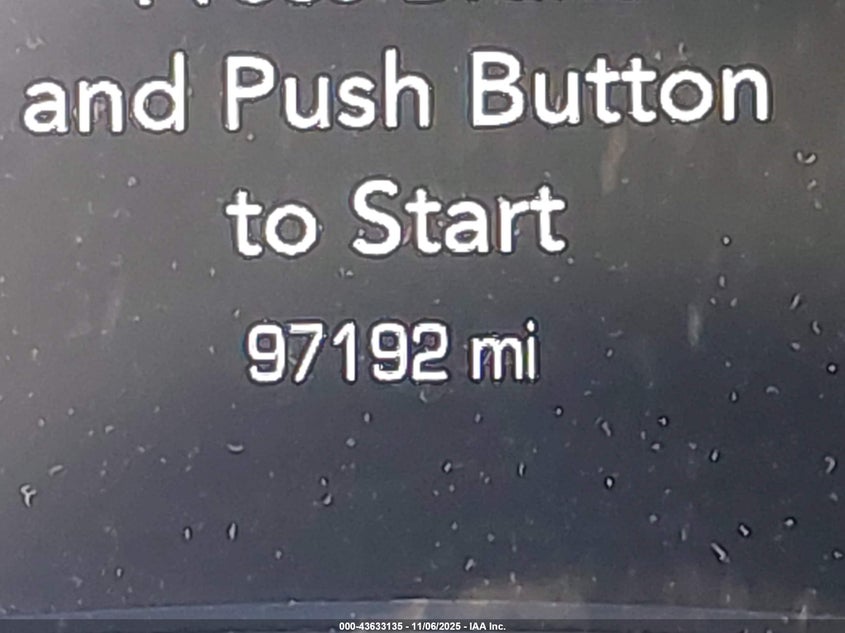 and Push Button
to Start
97192 mi
000-43633135 - 11/06/2025 - IAA Inc.